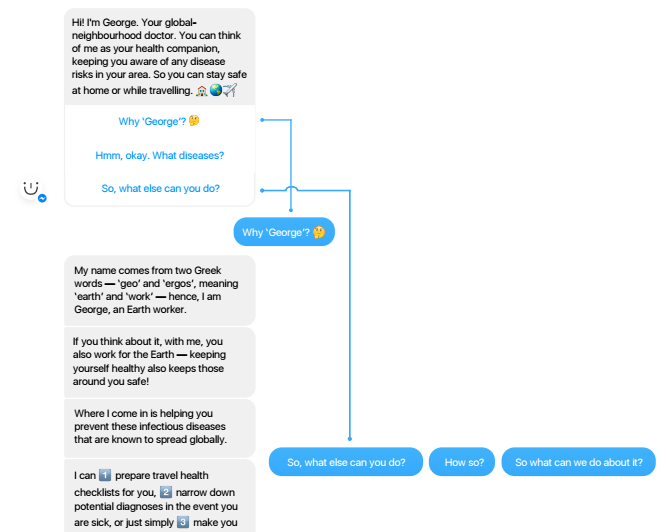 Hi! I'm George. Your global-
neighbourhood doctor. You can think
of me as your health companion,
keeping you aware of any disease
risks in your area. So you can stay safe
at home or while travelling. 🏠🌏✈️
Why ‘George’? 🤔
Hmm, okay. What diseases?
So, what else can you do?
Why ‘George’? 🤔
My name comes from two Greek
words — ‘geo’ and ‘ergos’, meaning
‘earth’ and ‘work’ — hence, I am
George, an Earth worker.
If you think about it, with me, you
also work for the Earth — keeping
yourself healthy also keeps those
around you safe!
Where I come in is helping you
prevent these infectious diseases
that are known to spread globally.
So, what else can you do?
How so?
So what can we do about it?
I can 1️⃣ prepare travel health
checklists for you, 2️⃣ narrow down
potential diagnoses in the event you
are sick, or just simply 3️⃣ make you